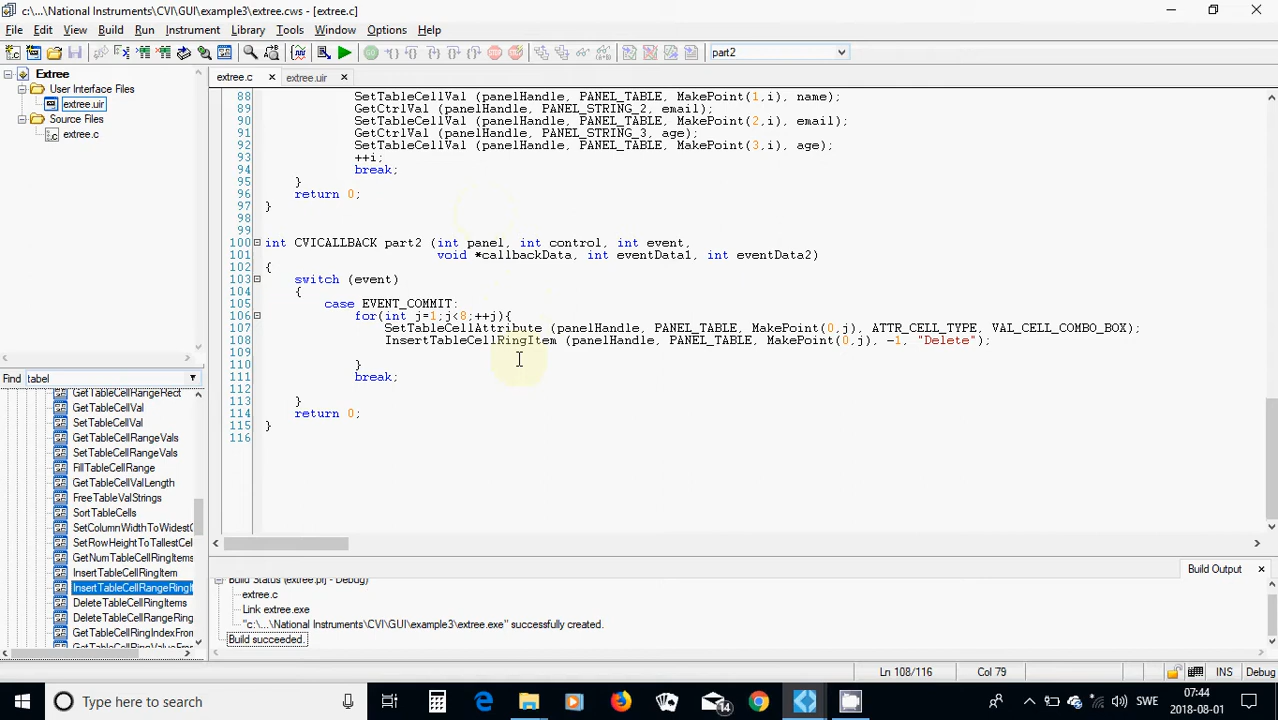 c:\...\National Instruments\CVI\GUI\example3\extree.cws - [extree.c]
File Edit View Build Run Instrument Library Tools Window Options Help
part2
Extree
User Interface Files
extree.uir
Source Files
extree.c
extree.c extree.uir
88 SetTableCellVal (panelHandle, PANEL_TABLE, MakePoint(1,i), name);
89 GetCtrlVal (panelHandle, PANEL_STRING_2, email);
90 SetTableCellVal (panelHandle, PANEL_TABLE, MakePoint(2,i), email);
91 GetCtrlVal (panelHandle, PANEL_STRING_3, age);
92 SetTableCellVal (panelHandle, PANEL_TABLE, MakePoint(3,i), age);
93 ++i;
94 break;
95 }
96 return 0;
97 }
98
99
100 int CVICALLBACK part2 (int panel, int control, int event,
101 void *callbackData, int eventData1, int eventData2)
102 {
103 switch (event)
104 {
105 case EVENT_COMMIT:
106 for(int j=1;j<8;++j){
107 SetTableCellAttribute (panelHandle, PANEL_TABLE, MakePoint(0,j), ATTR_CELL_TYPE, VAL_CELL_COMBO_BOX);
108 InsertTableCellRingItem (panelHandle, PANEL_TABLE, MakePoint(0,j), -1, "Delete");
109
110 }
111 break;
112
113 }
114 return 0;
115 }
116
Find tabel
GetTableCellRangeRect
GetTableCellVal
SetTableCellVal
GetTableCellRangeVals
SetTableCellRangeVals
FillTableCellRange
GetTableCellValLength
FreeTableValStrings
SortTableCells
SetColumnWidthToWidestC
SetRowHeightToTallestCel
GetNumTableCellRingItems
InsertTableCellRingItem
InsertTableCellRangeRingI
DeleteTableCellRingItems
DeleteTableCellRangeRing
GetTableCellRingIndexFrom
GetTableCellRingValueFrom
Build Output
Build Status (extree.prj - Debug)
extree.c
Link extree.exe
"c:\...\National Instruments\CVI\GUI\example3\extree.exe" successfully created.
Build succeeded.
Ln 108/116 Col 79 INS Debug
Type here to search
14
SWE
07:44
2018-08-01